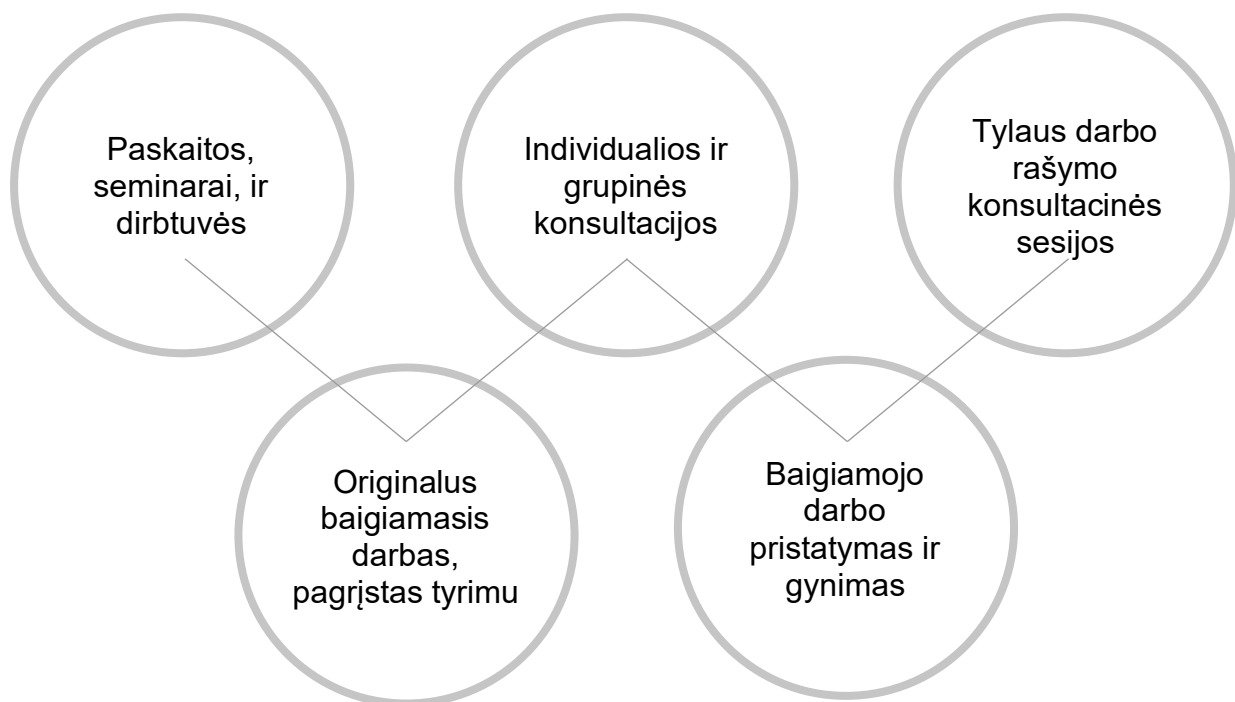 Paskaitos,
seminarai, ir
dirbtuvės
Individualios ir
grupinės
konsultacijos
Tylaus darbo
rašymo
konsultacinės
sesijos
Originalus
baigiamasis
darbas,
pagrįstas tyrimu
Baigiamojo
darbo
pristatymas ir
gynimas